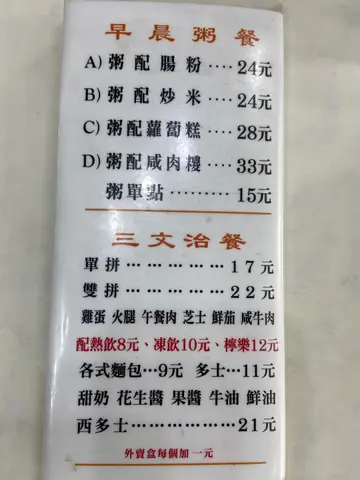 早晨粥餐
A) 粥配腸粉····24元
B) 粥配炒米····24元
C) 粥配蘿蔔糕···28元
D) 粥配咸肉糭···33元
粥單點·········15元
三文治餐
單拼··················17元
雙拼··················22元
雞蛋 火腿 午餐肉 芝士 鮮茄 咸牛肉
配熱飲8元、凍飲10元、檸樂12元
各式麵包···9元 多士···11元
甜奶 花生醬 果醬 牛油 鮮油
西多士··················21元
外賣盒每個加一元